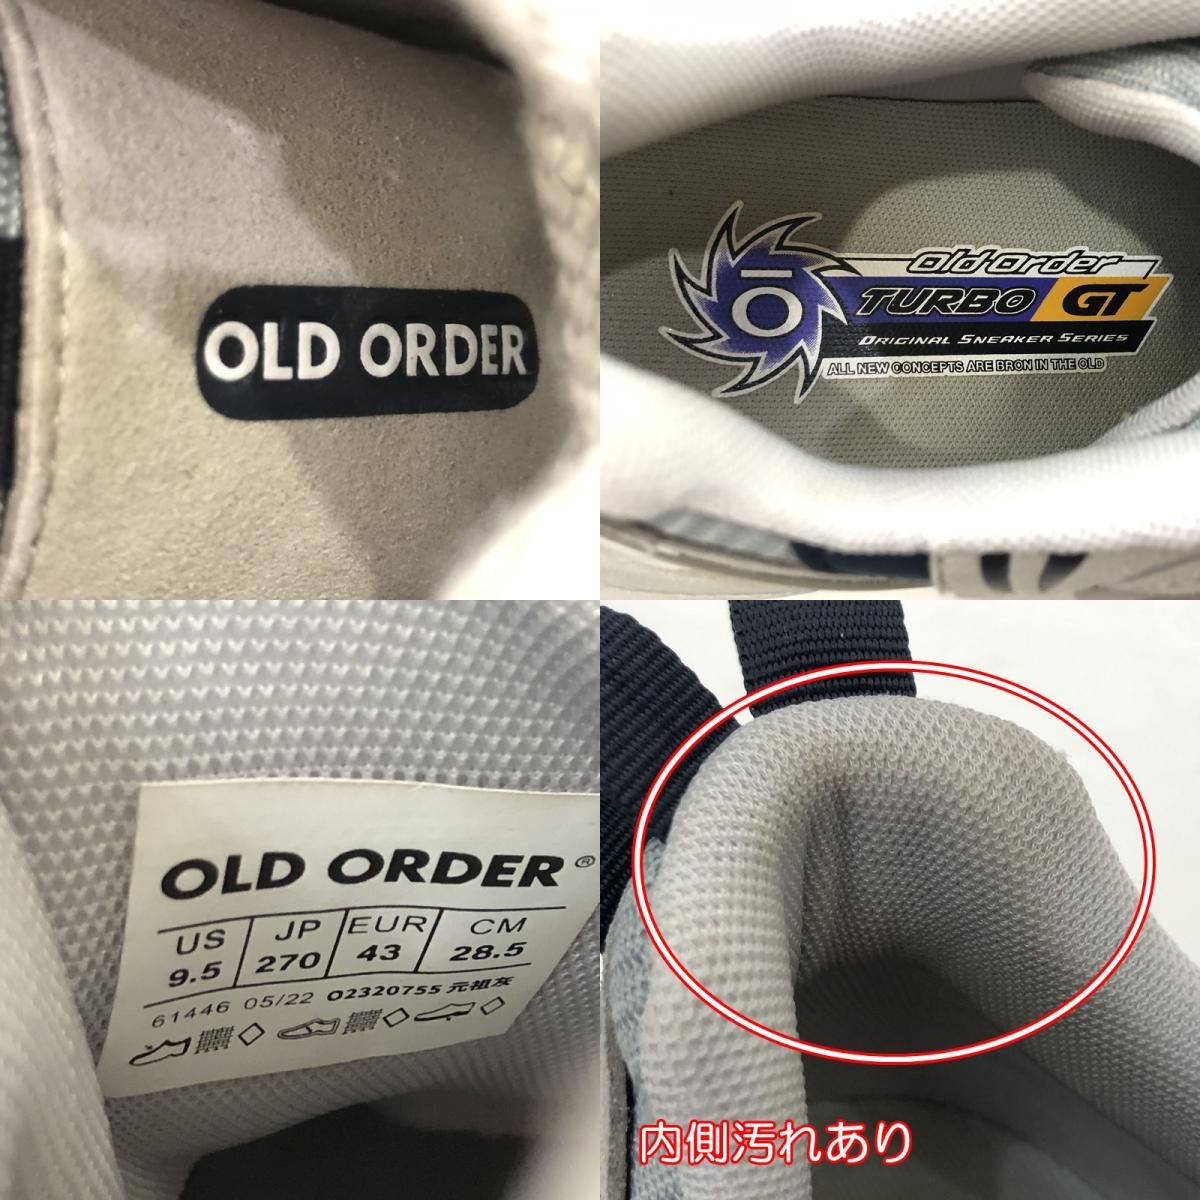 OLD ORDER
Old Order
TURBO GT
ORIGINAL SNEAKER SERIES
ALL NEW CONCEPTS ARE BRON IN THE OLD
Ō
OLD ORDER®
US JP EUR CM
9.5 270 43 28.5
61446 05/22 02320755 元祖灰
内側汚れあり